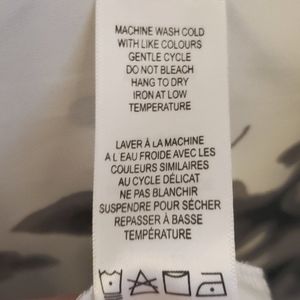 MACHINE WASH COLD
WITH LIKE COLOURS
GENTLE CYCLE
DO NOT BLEACH
HANG TO DRY
IRON AT LOW
TEMPERATURE
LAVER À LA MACHINE
A L EAU FROIDE AVEC LES
COULEURS SIMILAIRES
AU CYCLE DÉLICAT
NE PAS BLANCHIR
SUSPENDRE POUR SÉCHER
REPASSER À BASSE
TEMPÉRATURE